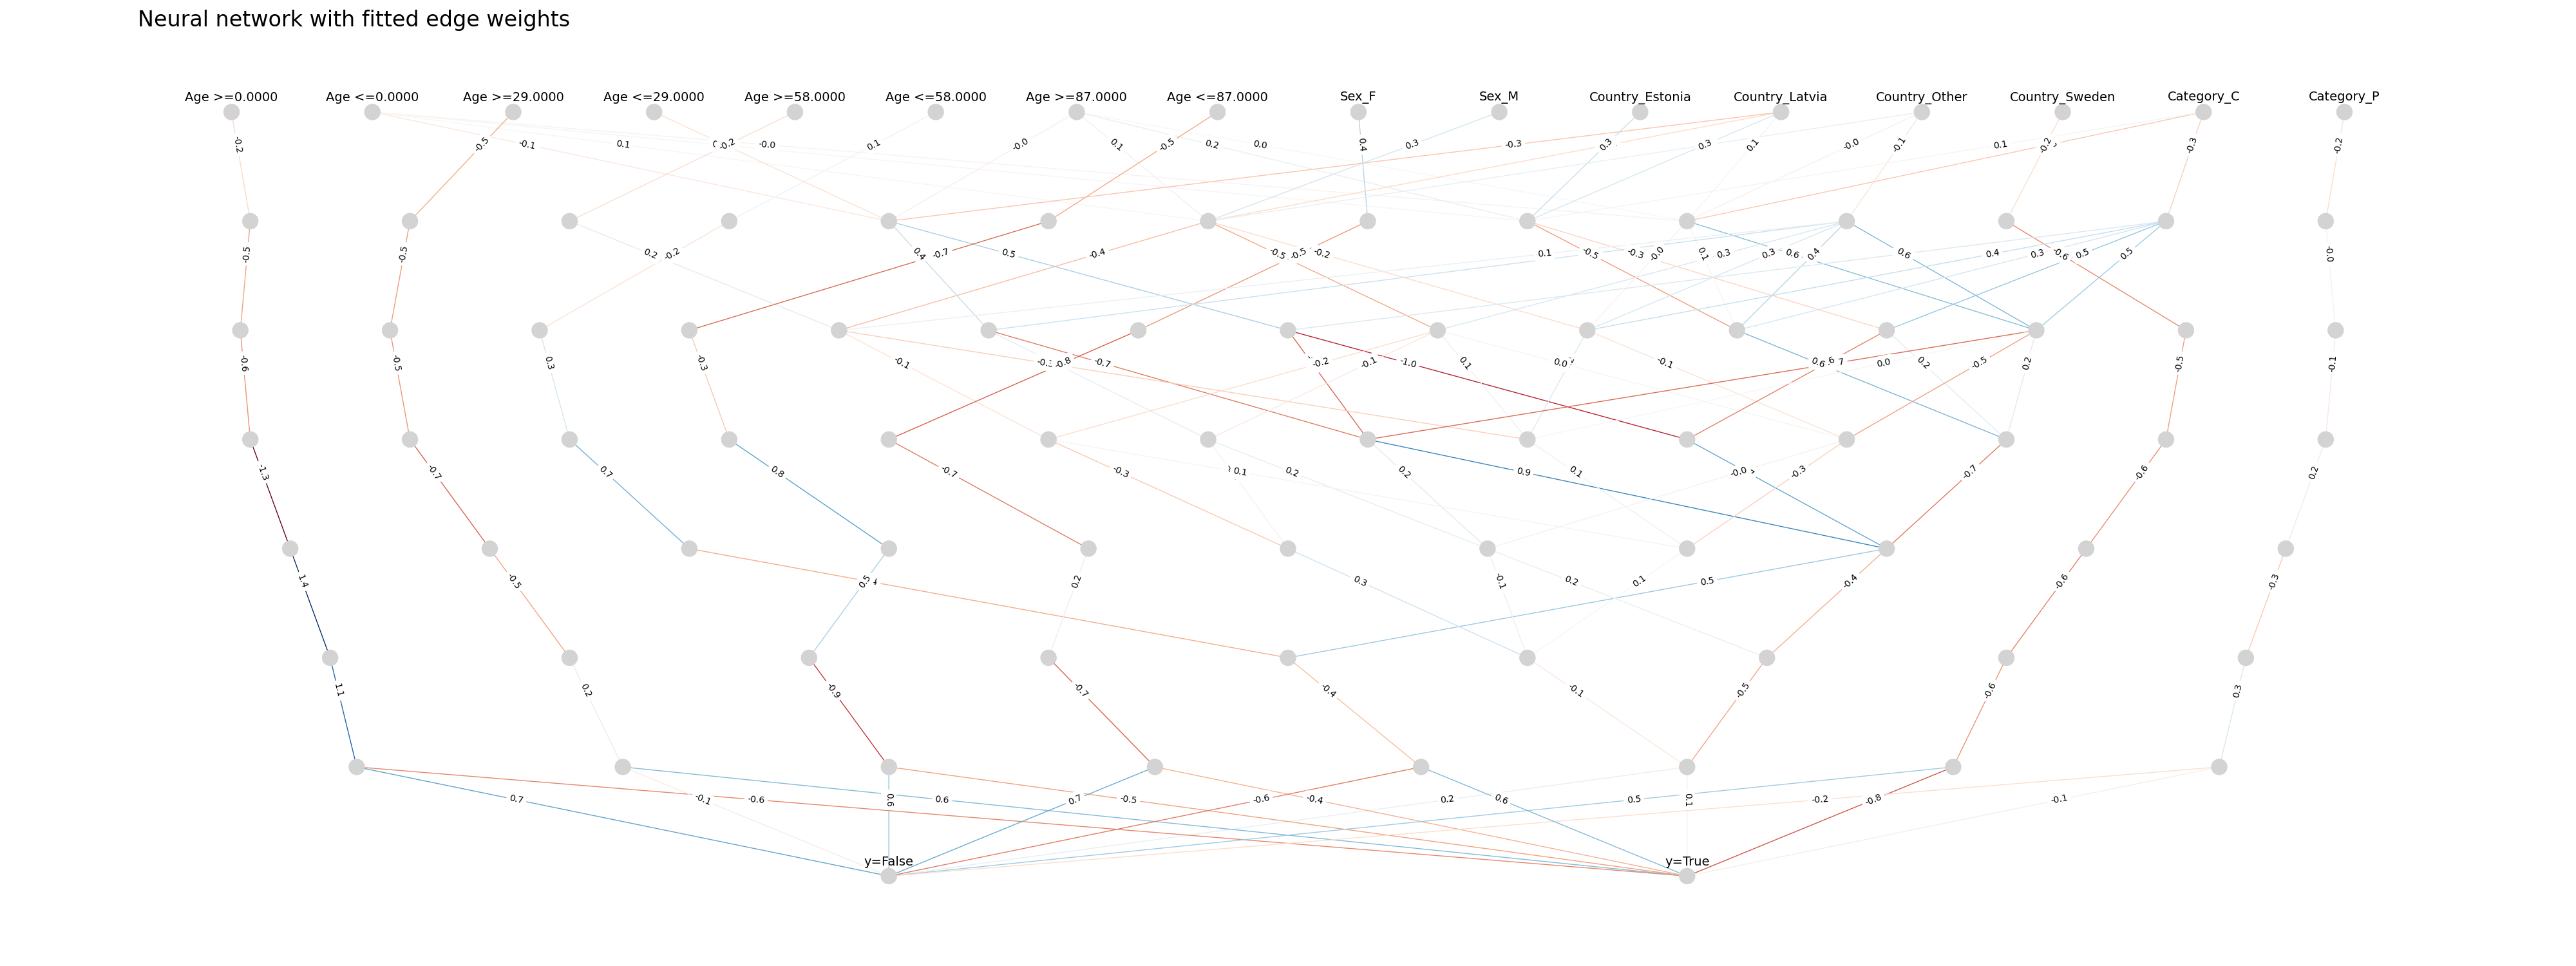 Neural network with fitted edge weights
Age >=0.0000 Age <=0.0000 Age >=29.0000 Age <=29.0000 Age >=58.0000 Age <=58.0000 Age >=87.0000 Age <=87.0000 Sex_F Sex_M Country_Estonia Country_Latvia Country_Other Country_Sweden Category_C Category_P
-0.2 -0.5 -0.1 0.1 -0.2 -0.0 0.1 -0.0 0.1 -0.5 0.2 0.0 0.4 0.3 -0.3 0.3 0.3 0.1 -0.0 -0.1 0.1 -0.2 -0.3 -0.2
-0.5 -0.5 0.2 -0.2 0.4 -0.7 0.5 -0.4 -0.5 -0.5 -0.2 0.1 -0.5 -0.3 -0.0 0.1 0.3 0.3 0.6 0.4 0.6 0.4 0.3 -0.6 0.5 0.5 -0.0
-0.6 -0.5 0.3 -0.3 -0.1 -0.8 -0.7 -0.2 -0.1 -1.0 0.1 0.0 -0.1 0.6 0.0 0.2 -0.5 0.2 -0.5 -0.1
-1.3 -0.7 0.7 0.8 -0.7 -0.3 0.1 0.2 0.2 0.9 0.1 -0.0 -0.3 -0.7 -0.6 0.2
1.4 -0.5 0.5 0.2 0.3 -0.1 0.2 0.1 0.5 -0.4 -0.6 -0.3
1.1 0.2 -0.9 -0.7 -0.4 -0.1 -0.5 -0.6 0.3
0.7 -0.1 -0.6 0.6 0.6 0.7 -0.5 -0.6 -0.4 0.2 0.6 0.5 0.1 -0.2 -0.8 -0.1
y=False y=True